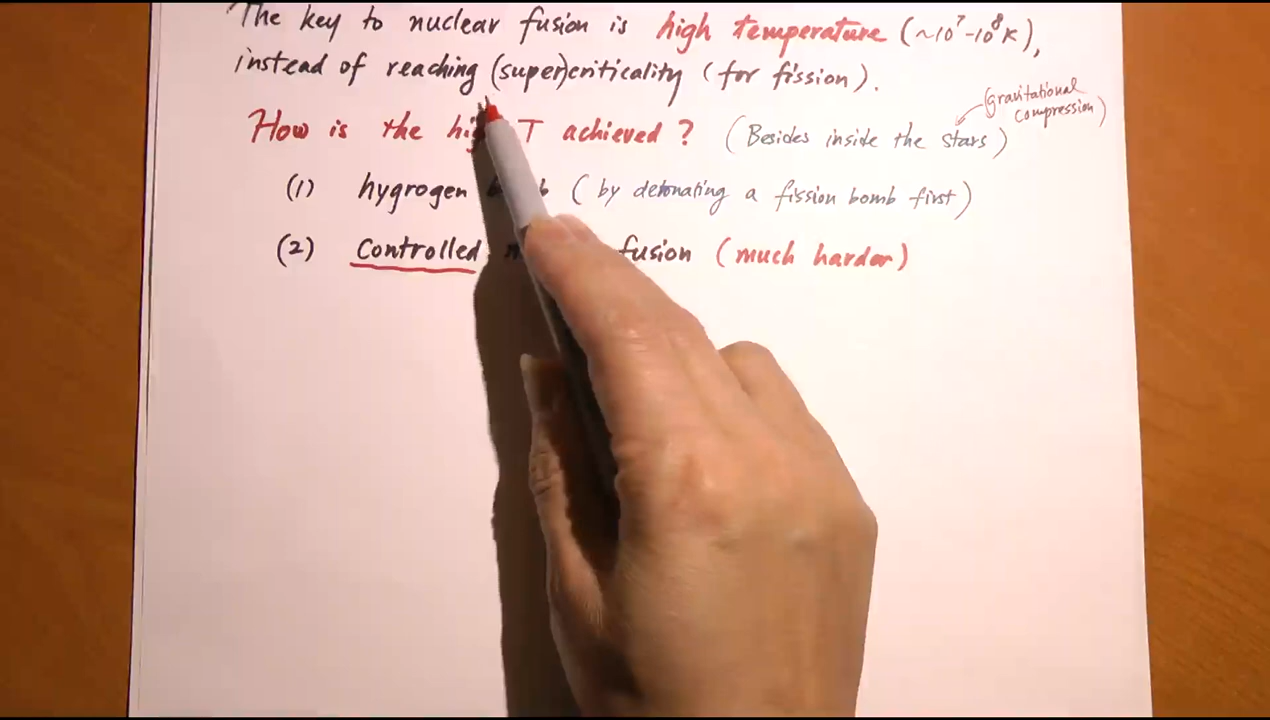 The key to nuclear fusion is high temperature (~10⁷-10⁸K),
instead of reaching (super)criticality (for fission).
(gravitational compression)
How is the T achieved? (Besides inside the stars)
(1) hygrogen (by detonating a fission bomb first)
(2) Controlled fusion (much harder)